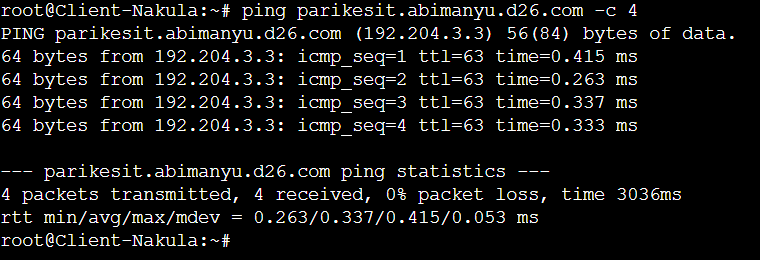 root@Client-Nakula:~# ping parikesit.abimanyu.d26.com -c 4
PING parikesit.abimanyu.d26.com (192.204.3.3) 56(84) bytes of data.
64 bytes from 192.204.3.3: icmp_seq=1 ttl=63 time=0.415 ms
64 bytes from 192.204.3.3: icmp_seq=2 ttl=63 time=0.263 ms
64 bytes from 192.204.3.3: icmp_seq=3 ttl=63 time=0.337 ms
64 bytes from 192.204.3.3: icmp_seq=4 ttl=63 time=0.333 ms
--- parikesit.abimanyu.d26.com ping statistics ---
4 packets transmitted, 4 received, 0% packet loss, time 3036ms
rtt min/avg/max/mdev = 0.263/0.337/0.415/0.053 ms
root@Client-Nakula:~#